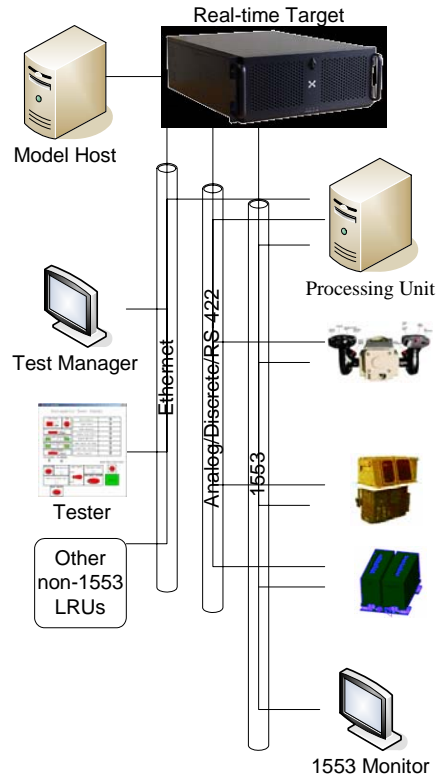 Real-time Target
Model Host
Processing Unit
Ethernet
Analog/Discrete/RS 422
1553
Test Manager
Tester
Other
non-1553
LRUs
1553 Monitor